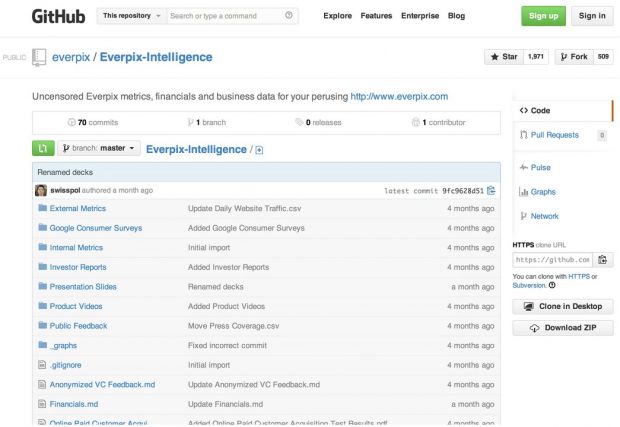 GitHub This repository Search or type a command Explore Features Enterprise Blog Sign up Sign in
PUBLIC everpix / Everpix-Intelligence Star 1,971 Fork 509
Uncensored Everpix metrics, financials and business data for your perusing http://www.everpix.com
70 commits 1 branch 0 releases 1 contributor
branch: master Everpix-Intelligence /
Renamed decks
swisspol authored a month ago latest commit 9fc9628d51
External Metrics Update Daily Website Traffic.csv 4 months ago
Google Consumer Surveys Added Google Consumer Surveys 4 months ago
Internal Metrics Initial import 4 months ago
Investor Reports Added Investor Reports 4 months ago
Presentation Slides Renamed decks a month ago
Product Videos Added Product Videos 4 months ago
Public Feedback Move Press Coverage.csv 4 months ago
_graphs Fixed incorrect commit 4 months ago
.gitignore Initial import 4 months ago
Anonymized VC Feedback.md Update Anonymized VC Feedback.md 4 months ago
Financials.md Update Financials.md a month ago
Online Paid Customer Acqui Added Online Paid Customer Acquisition Test Results.pdf 4 months ago
Code
Pull Requests 0
Pulse
Graphs
Network
HTTPS clone URL
https://github.com
You can clone with HTTPS or
Subversion.
Clone in Desktop
Download ZIP